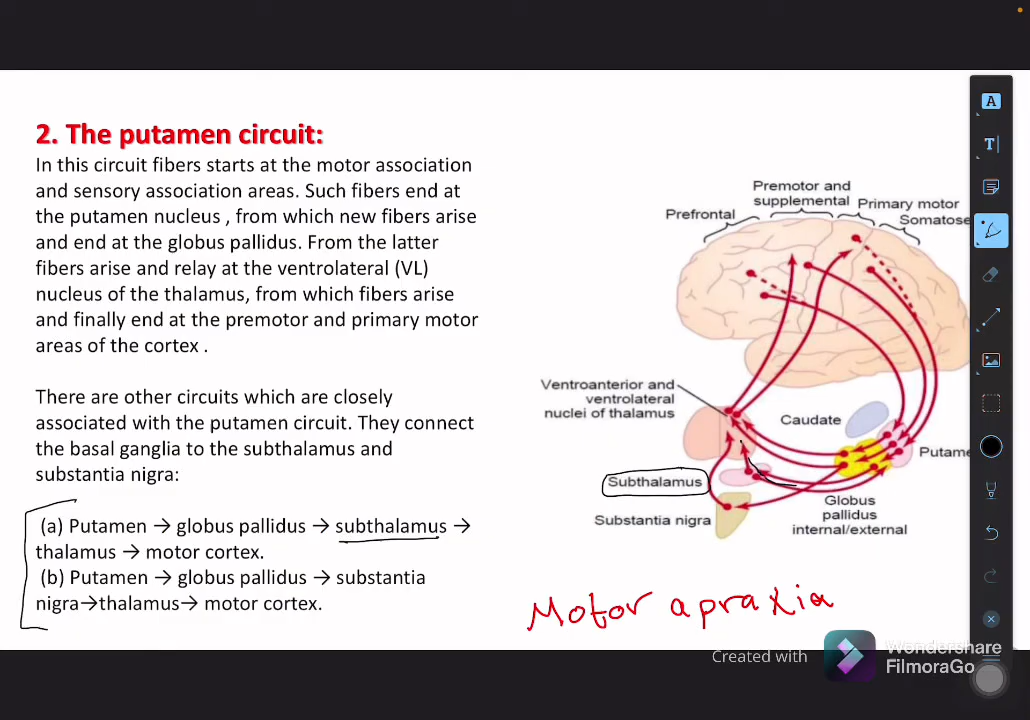 2. The putamen circuit:
In this circuit fibers starts at the motor association
and sensory association areas. Such fibers end at
the putamen nucleus , from which new fibers arise
and end at the globus pallidus. From the latter
fibers arise and relay at the ventrolateral (VL)
nucleus of the thalamus, from which fibers arise
and finally end at the premotor and primary motor
areas of the cortex .
There are other circuits which are closely
associated with the putamen circuit. They connect
the basal ganglia to the subthalamus and
substantia nigra:
(a) Putamen → globus pallidus → subthalamus →
thalamus → motor cortex.
(b) Putamen → globus pallidus → substantia
nigra→thalamus→ motor cortex.
Premotor and
supplemental
Prefrontal
Primary motor
Somatose
Ventroanterior and
ventrolateral
nuclei of thalamus
Caudate
Putame
Subthalamus
Substantia nigra
Globus
pallidus
internal/external
Motor apraxia
Created with
Wondershare
FilmoraGo
A
T